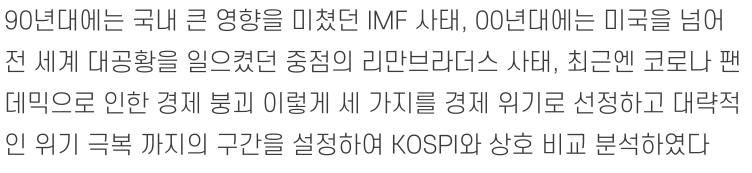 90년대에는 국내 큰 영향을 미쳤던 IMF 사태, 00년대에는 미국을 넘어
전 세계 대공황을 일으켰던 중점의 리만브라더스 사태, 최근엔 코로나 팬
데믹으로 인한 경제 붕괴 이렇게 세 가지를 경제 위기로 선정하고 대략적
인 위기 극복 까지의 구간을 설정하여 KOSPI와 상호 비교 분석하였다